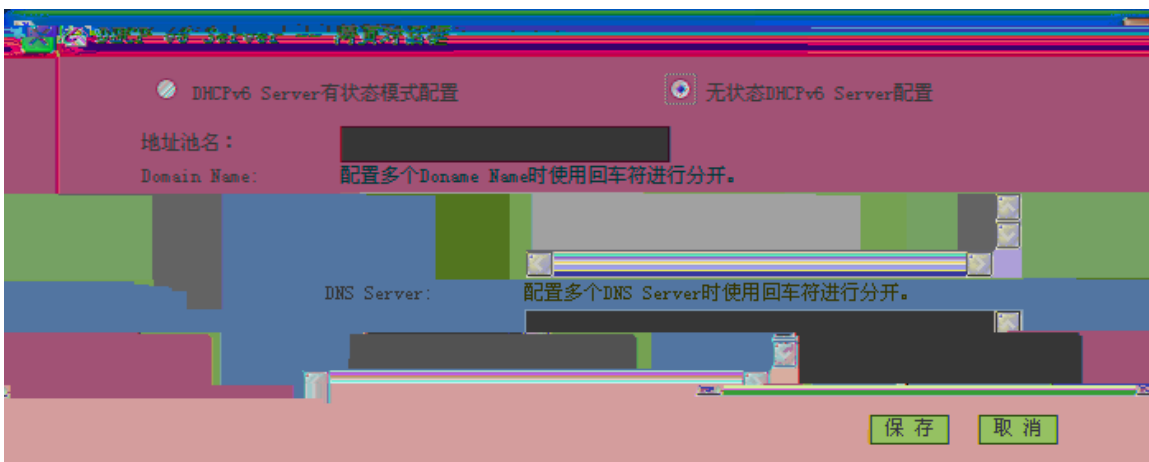 DHCPv6 Server有状态模式配置 无状态DHCPv6 Server配置
地址池名：
Domain Name: 配置多个Doname Name时使用回车符进行分开。
DNS Server: 配置多个DNS Server时使用回车符进行分开。
保 存 取 消